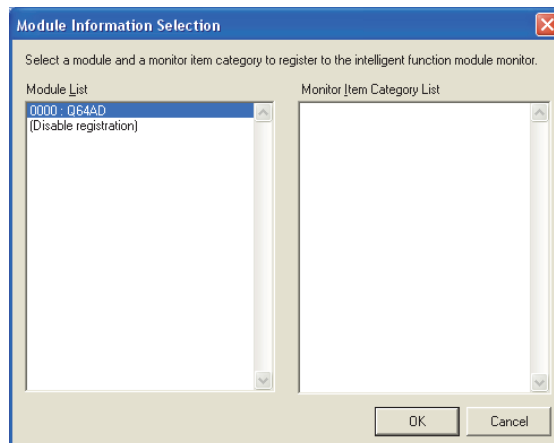 Module Information Selection
Select a module and a monitor item category to register to the intelligent function module monitor.
Module List
Monitor Item Category List
0000 : Q64AD
(Disable registration)
OK
Cancel